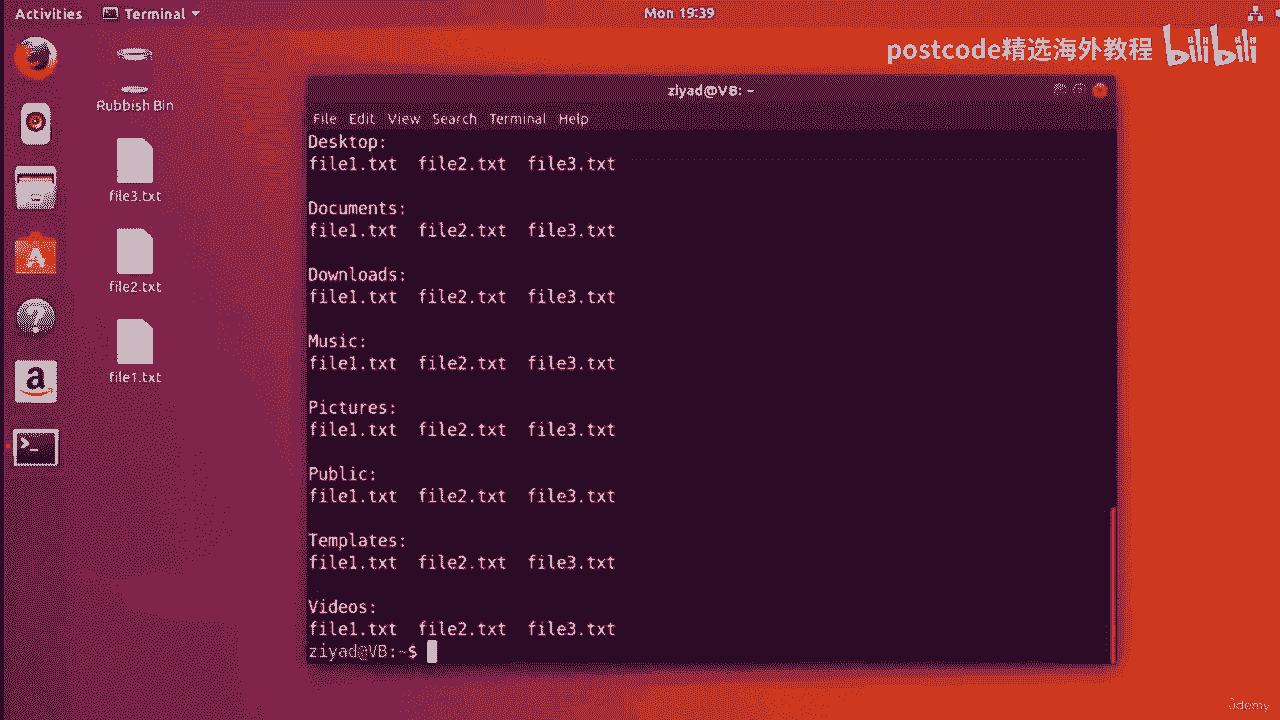 Activities Terminal Mon 19:39
postcode精选海外教程 bilibili
Rubbish Bin
file3.txt
file2.txt
file1.txt
ziyad@VB: ~
File Edit View Search Terminal Help
Desktop:
file1.txt file2.txt file3.txt
Documents:
file1.txt file2.txt file3.txt
Downloads:
file1.txt file2.txt file3.txt
Music:
file1.txt file2.txt file3.txt
Pictures:
file1.txt file2.txt file3.txt
Public:
file1.txt file2.txt file3.txt
Templates:
file1.txt file2.txt file3.txt
Videos:
file1.txt file2.txt file3.txt
ziyad@VB:~$
Udemy